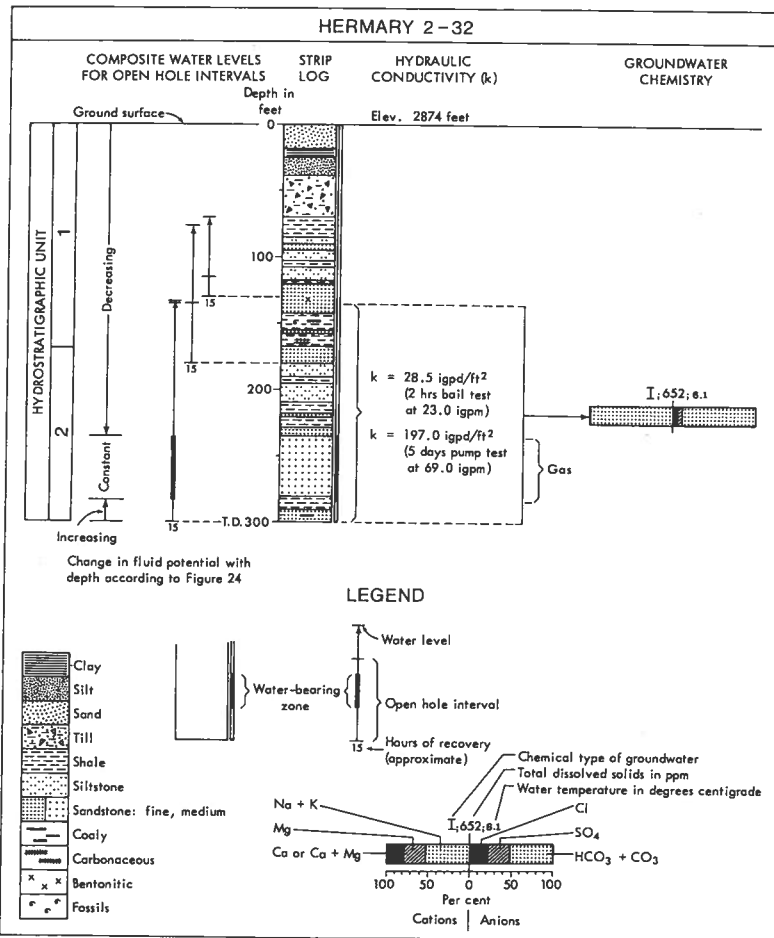 HERMARY 2-32
COMPOSITE WATER LEVELS
FOR OPEN HOLE INTERVALS
STRIP
LOG
HYDRAULIC
CONDUCTIVITY (k)
GROUNDWATER
CHEMISTRY
Depth in
feet
Ground surface
0
Elev. 2874 feet
HYDROSTRATIGRAPHIC UNIT
1
2
Decreasing
Constant
Increasing
100
15
15
200
15
T.D. 300
k = 28.5 igpd/ft²
(2 hrs bail test
at 23.0 igpm)
k = 197.0 igpd/ft²
(5 days pump test
at 69.0 igpm)
Gas
I;652;6.1
Change in fluid potential with
depth according to Figure 24
LEGEND
Clay
Silt
Sand
Till
Shale
Siltstone
Sandstone: fine, medium
Coaly
Carbonaceous
Bentonitic
Fossils
Water-bearing
zone
Water level
Open hole interval
15
Hours of recovery
(approximate)
Chemical type of groundwater
Total dissolved solids in ppm
Water temperature in degrees centigrade
I;652;6.1
Na + K
Mg
Ca or Ca + Mg
Cl
SO₄
HCO₃ + CO₃
100 50 0 50 100
Per cent
Cations | Anions